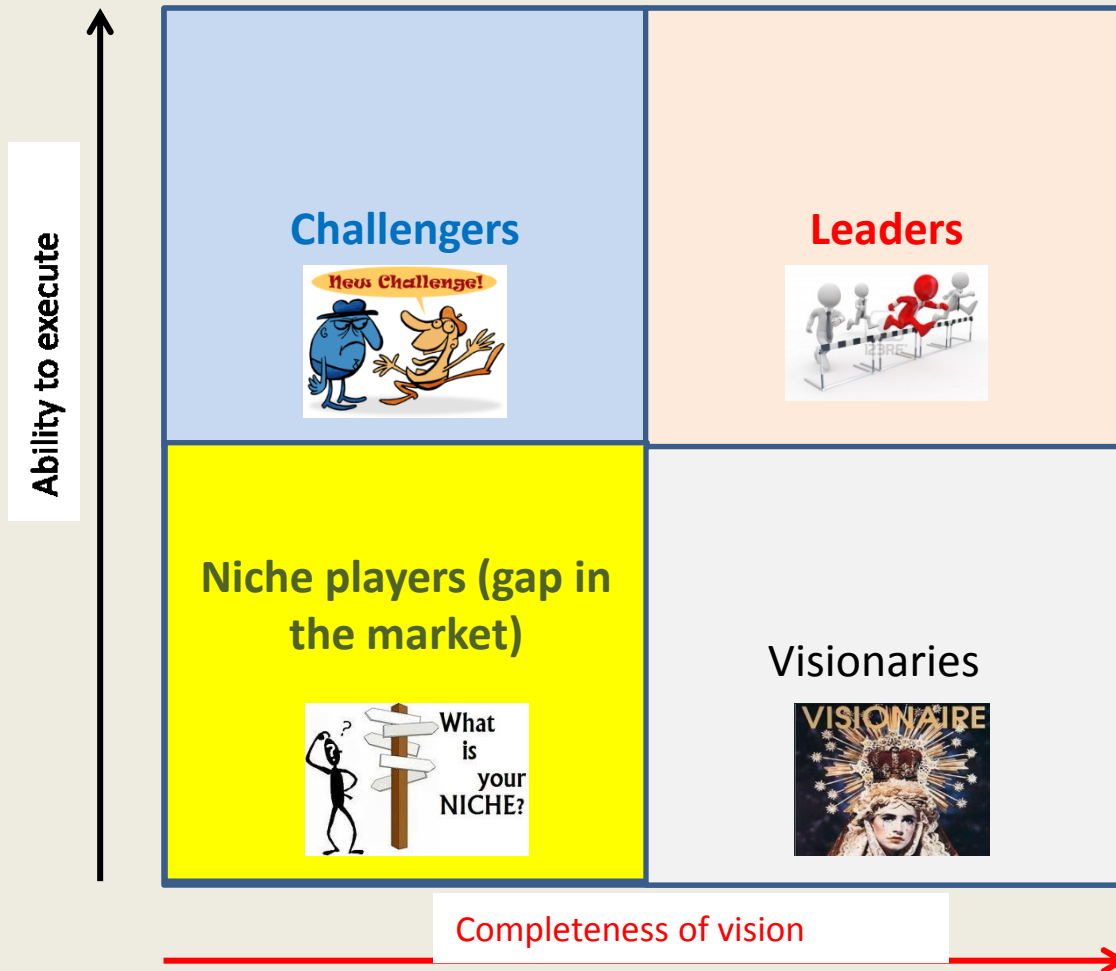 Ability to execute
Challengers
New Challenge!
Leaders
123RF
Niche players (gap in
the market)
What
is
your
NICHE?
Visionaries
VISIONAIRE
Completeness of vision